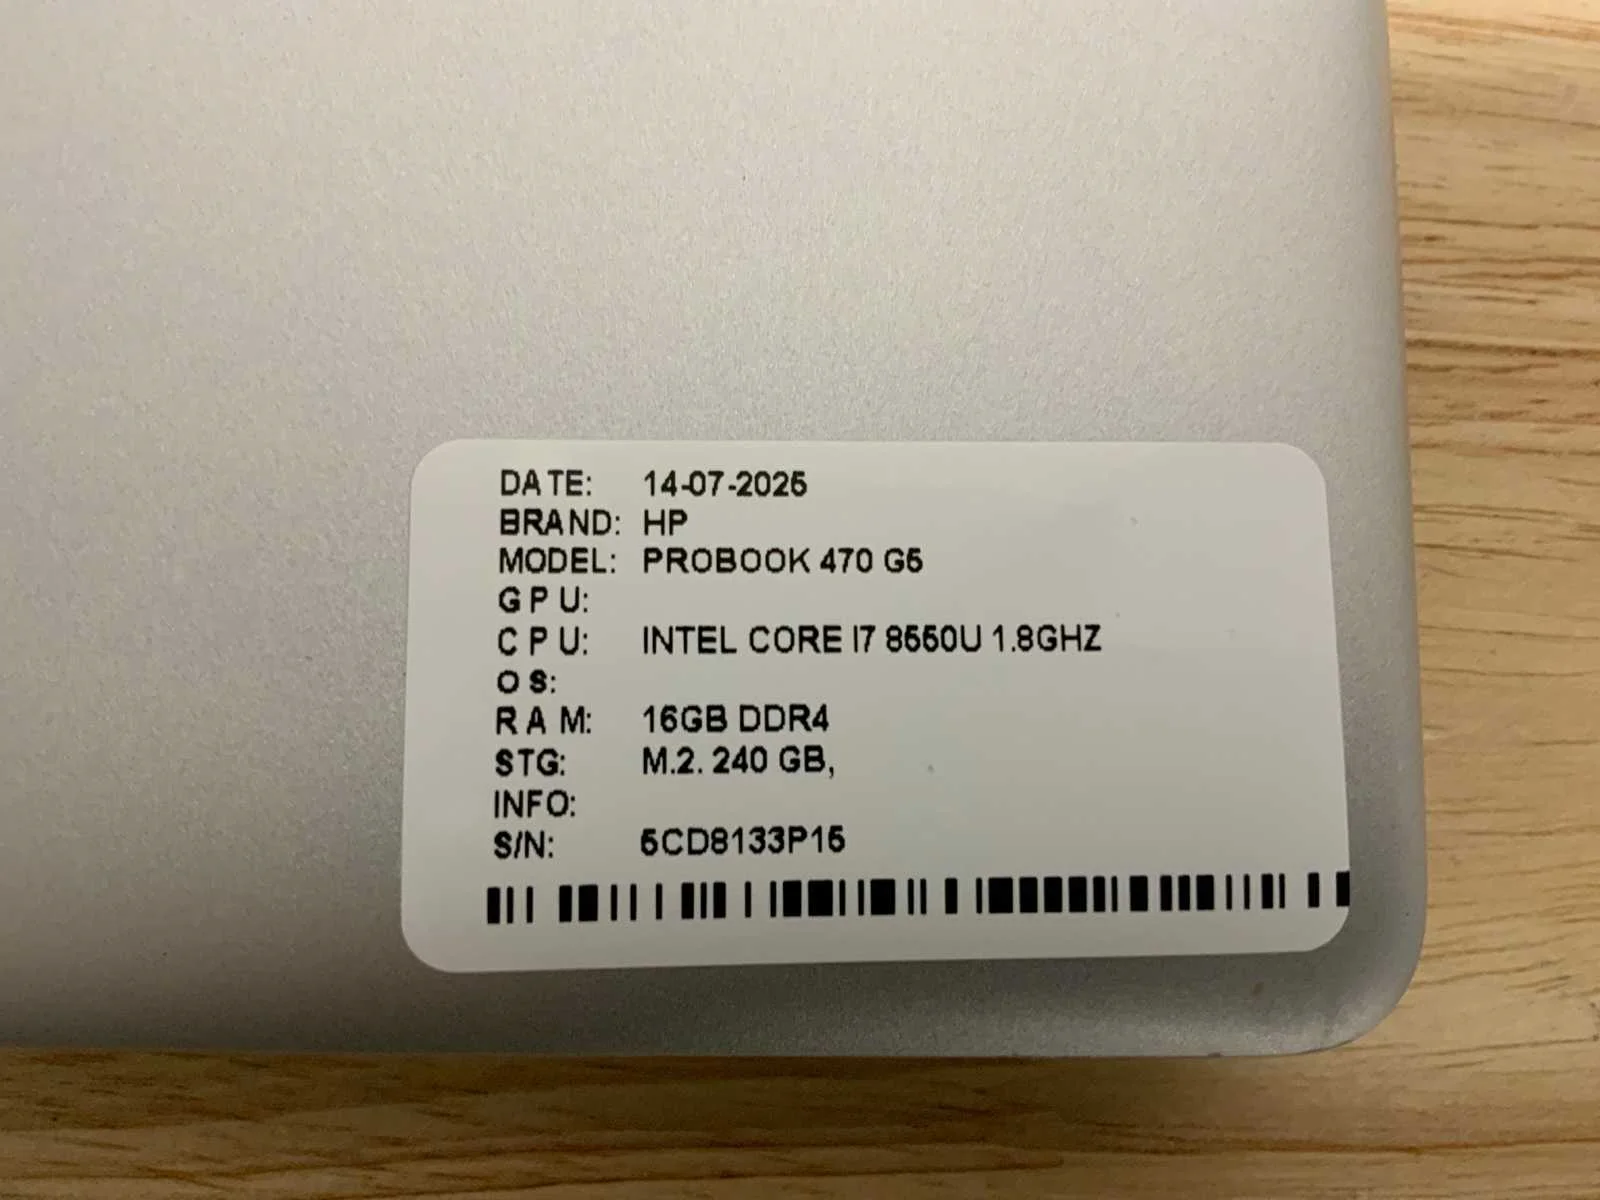 DATE: 14-07-2025
BRAND: HP
MODEL: PROBOOK 470 G5
GPU:
CPU: INTEL CORE I7 8550U 1.8GHZ
OS:
RAM: 16GB DDR4
STG: M.2. 240 GB,
INFO:
S/N: 5CD8133P15